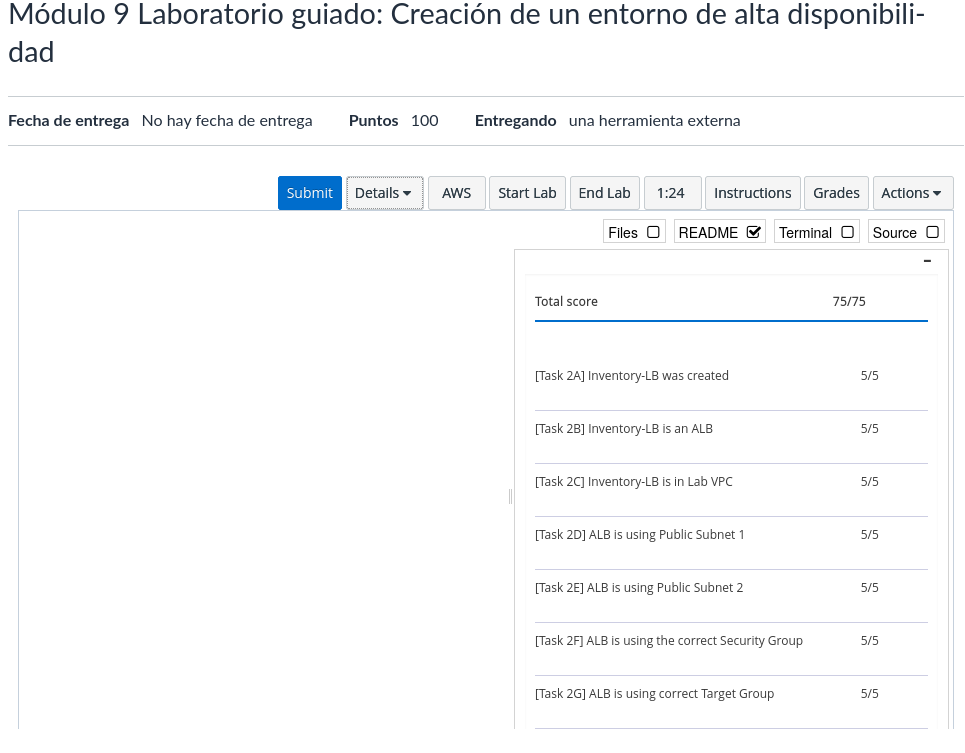 Módulo 9 Laboratorio guiado: Creación de un entorno de alta disponibili-
dad
Fecha de entrega No hay fecha de entrega Puntos 100 Entregando una herramienta externa
Submit Details AWS Start Lab End Lab 1:24 Instructions Grades Actions
Files README Terminal Source
Total score 75/75
[Task 2A] Inventory-LB was created 5/5
[Task 2B] Inventory-LB is an ALB 5/5
[Task 2C] Inventory-LB is in Lab VPC 5/5
[Task 2D] ALB is using Public Subnet 1 5/5
[Task 2E] ALB is using Public Subnet 2 5/5
[Task 2F] ALB is using the correct Security Group 5/5
[Task 2G] ALB is using correct Target Group 5/5